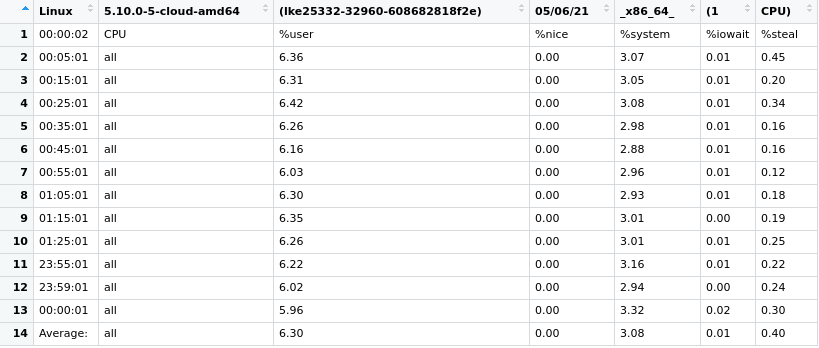 Linux 5.10.0-5-cloud-amd64 (lke25332-32960-608682818f2e) 05/06/21 _x86_64_ (1 CPU)
1 00:00:02 CPU %user %nice %system %iowait %steal
2 00:05:01 all 6.36 0.00 3.07 0.01 0.45
3 00:15:01 all 6.31 0.00 3.05 0.01 0.20
4 00:25:01 all 6.42 0.00 3.08 0.01 0.34
5 00:35:01 all 6.26 0.00 2.98 0.01 0.16
6 00:45:01 all 6.16 0.00 2.88 0.01 0.16
7 00:55:01 all 6.03 0.00 2.96 0.01 0.12
8 01:05:01 all 6.30 0.00 2.93 0.01 0.18
9 01:15:01 all 6.35 0.00 3.01 0.00 0.19
10 01:25:01 all 6.26 0.00 3.01 0.01 0.25
11 23:55:01 all 6.22 0.00 3.16 0.01 0.22
12 23:59:01 all 6.02 0.00 2.94 0.00 0.24
13 00:00:01 all 5.96 0.00 3.32 0.02 0.30
14 Average: all 6.30 0.00 3.08 0.01 0.40